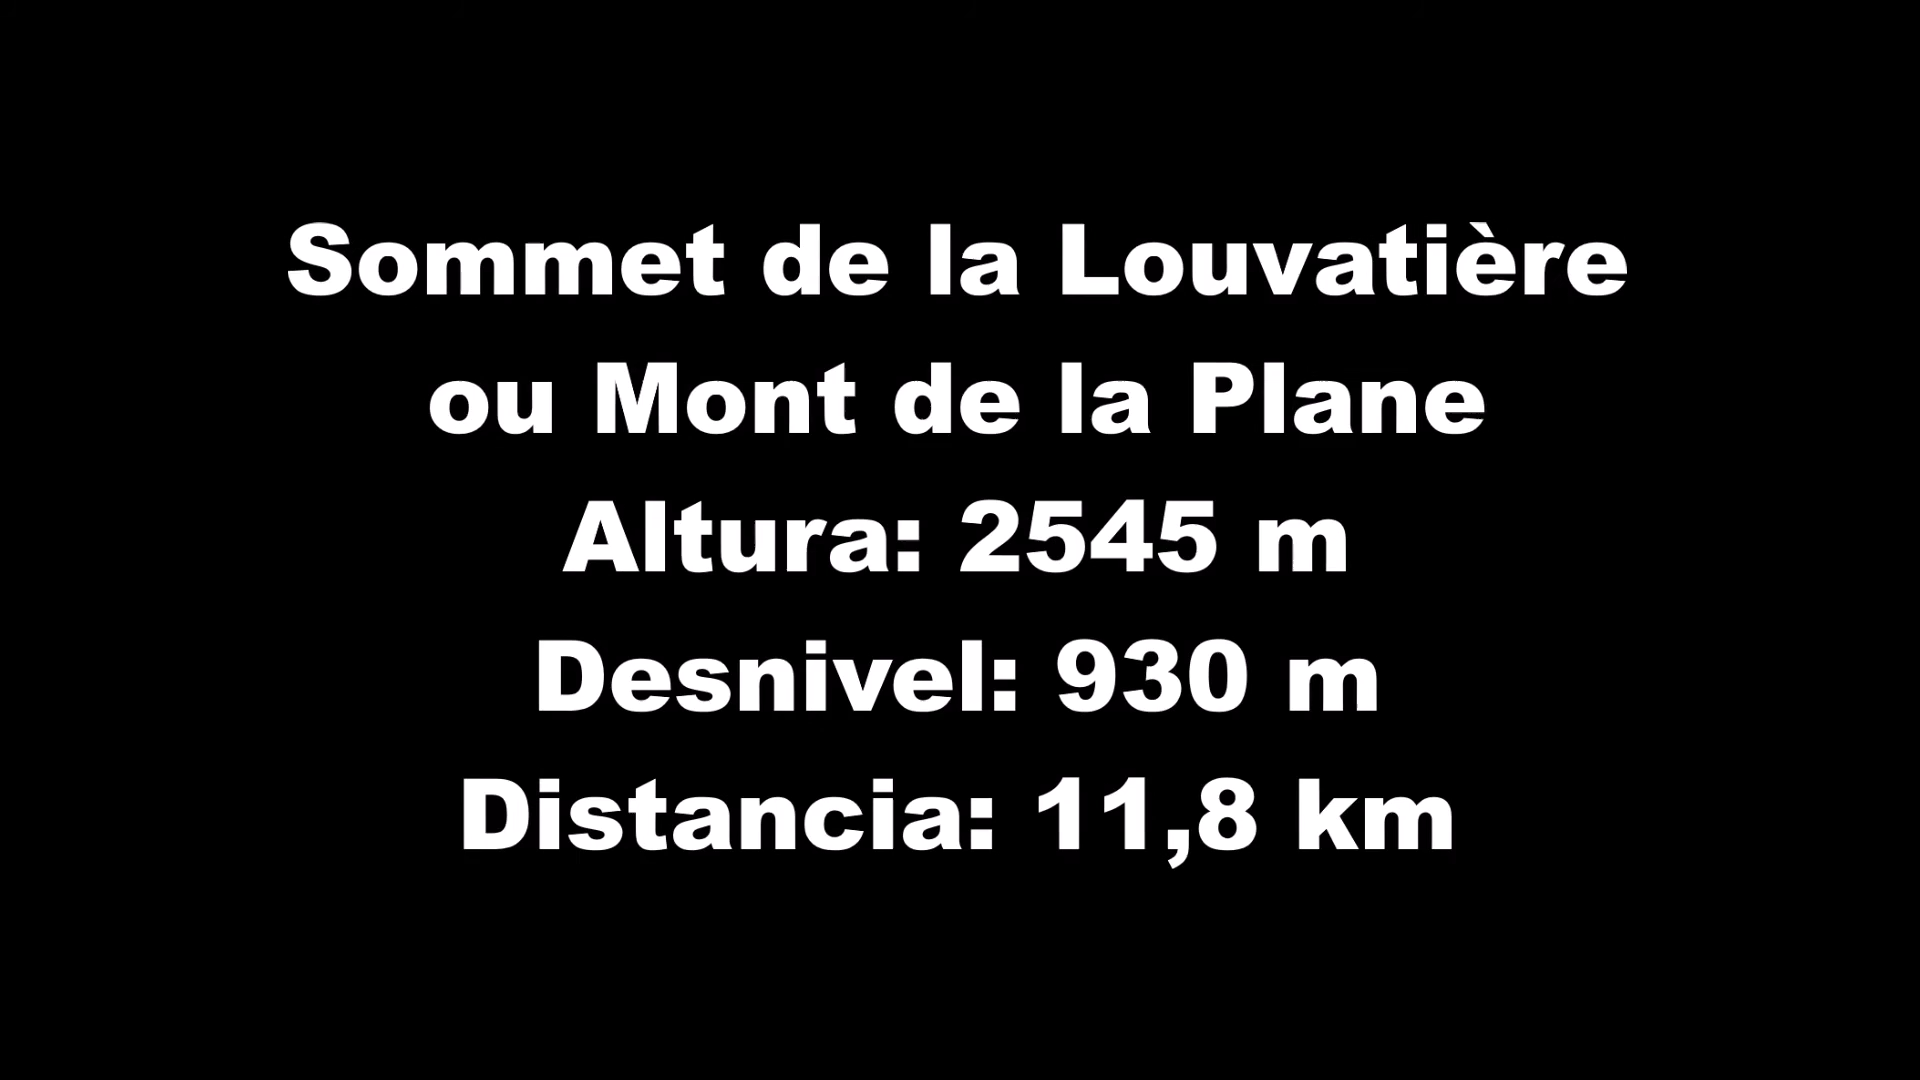 Sommet de la Louvatière
ou Mont de la Plane
Altura: 2545 m
Desnivel: 930 m
Distancia: 11,8 km